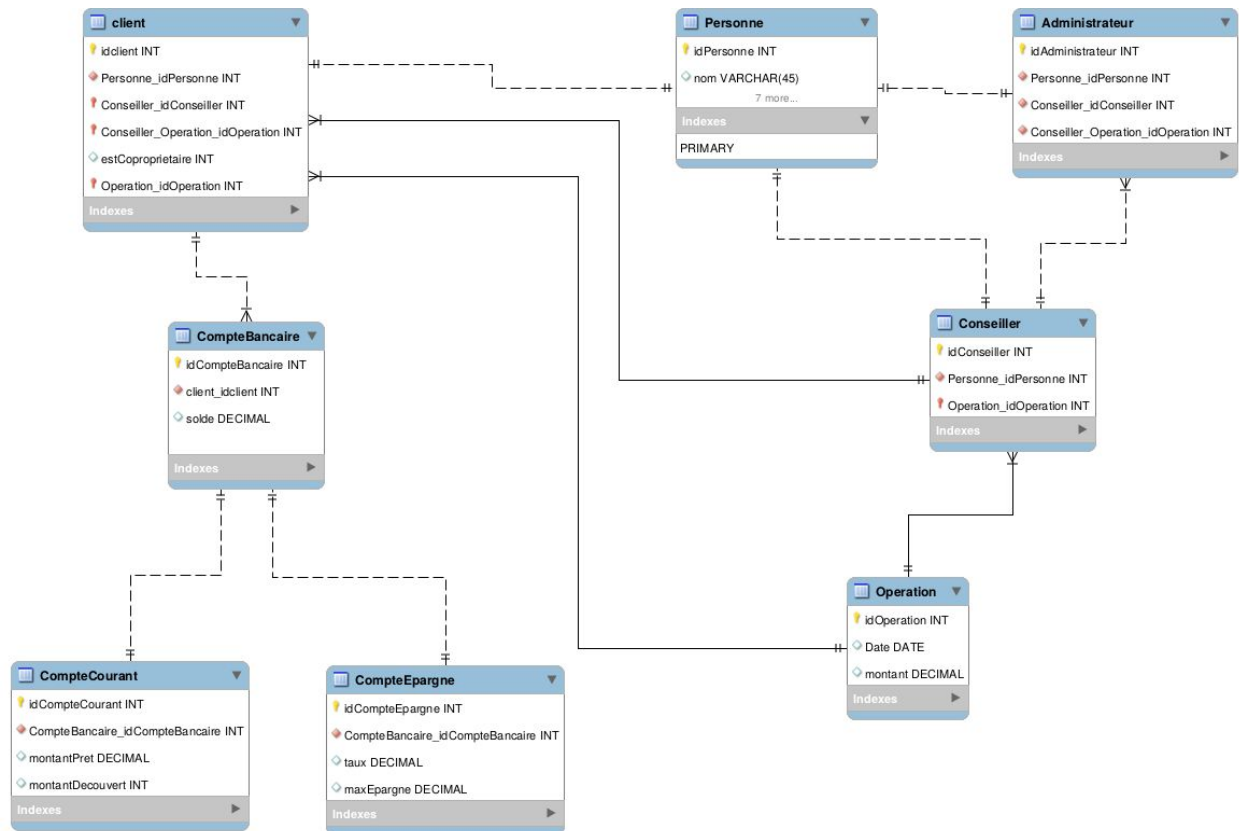 client
idclient INT
Personne_idPersonne INT
Conseiller_idConseiller INT
Conseiller_Operation_idOperation INT
estCoproprietaire INT
Operation_idOperation INT
Indexes
Personne
idPersonne INT
nom VARCHAR(45)
7 more...
Indexes
PRIMARY
Administrateur
idAdministrateur INT
Personne_idPersonne INT
Conseiller_idConseiller INT
Conseiller_Operation_idOperation INT
Indexes
CompteBancaire
idCompteBancaire INT
client_idclient INT
solde DECIMAL
Indexes
Conseiller
idConseiller INT
Personne_idPersonne INT
Operation_idOperation INT
Indexes
Operation
idOperation INT
Date DATE
montant DECIMAL
Indexes
CompteCourant
idCompteCourant INT
CompteBancaire_idCompteBancaire INT
montantPret DECIMAL
montantDecouvert INT
Indexes
CompteEpargne
idCompteEpargne INT
CompteBancaire_idCompteBancaire INT
taux DECIMAL
maxEpargne DECIMAL
Indexes